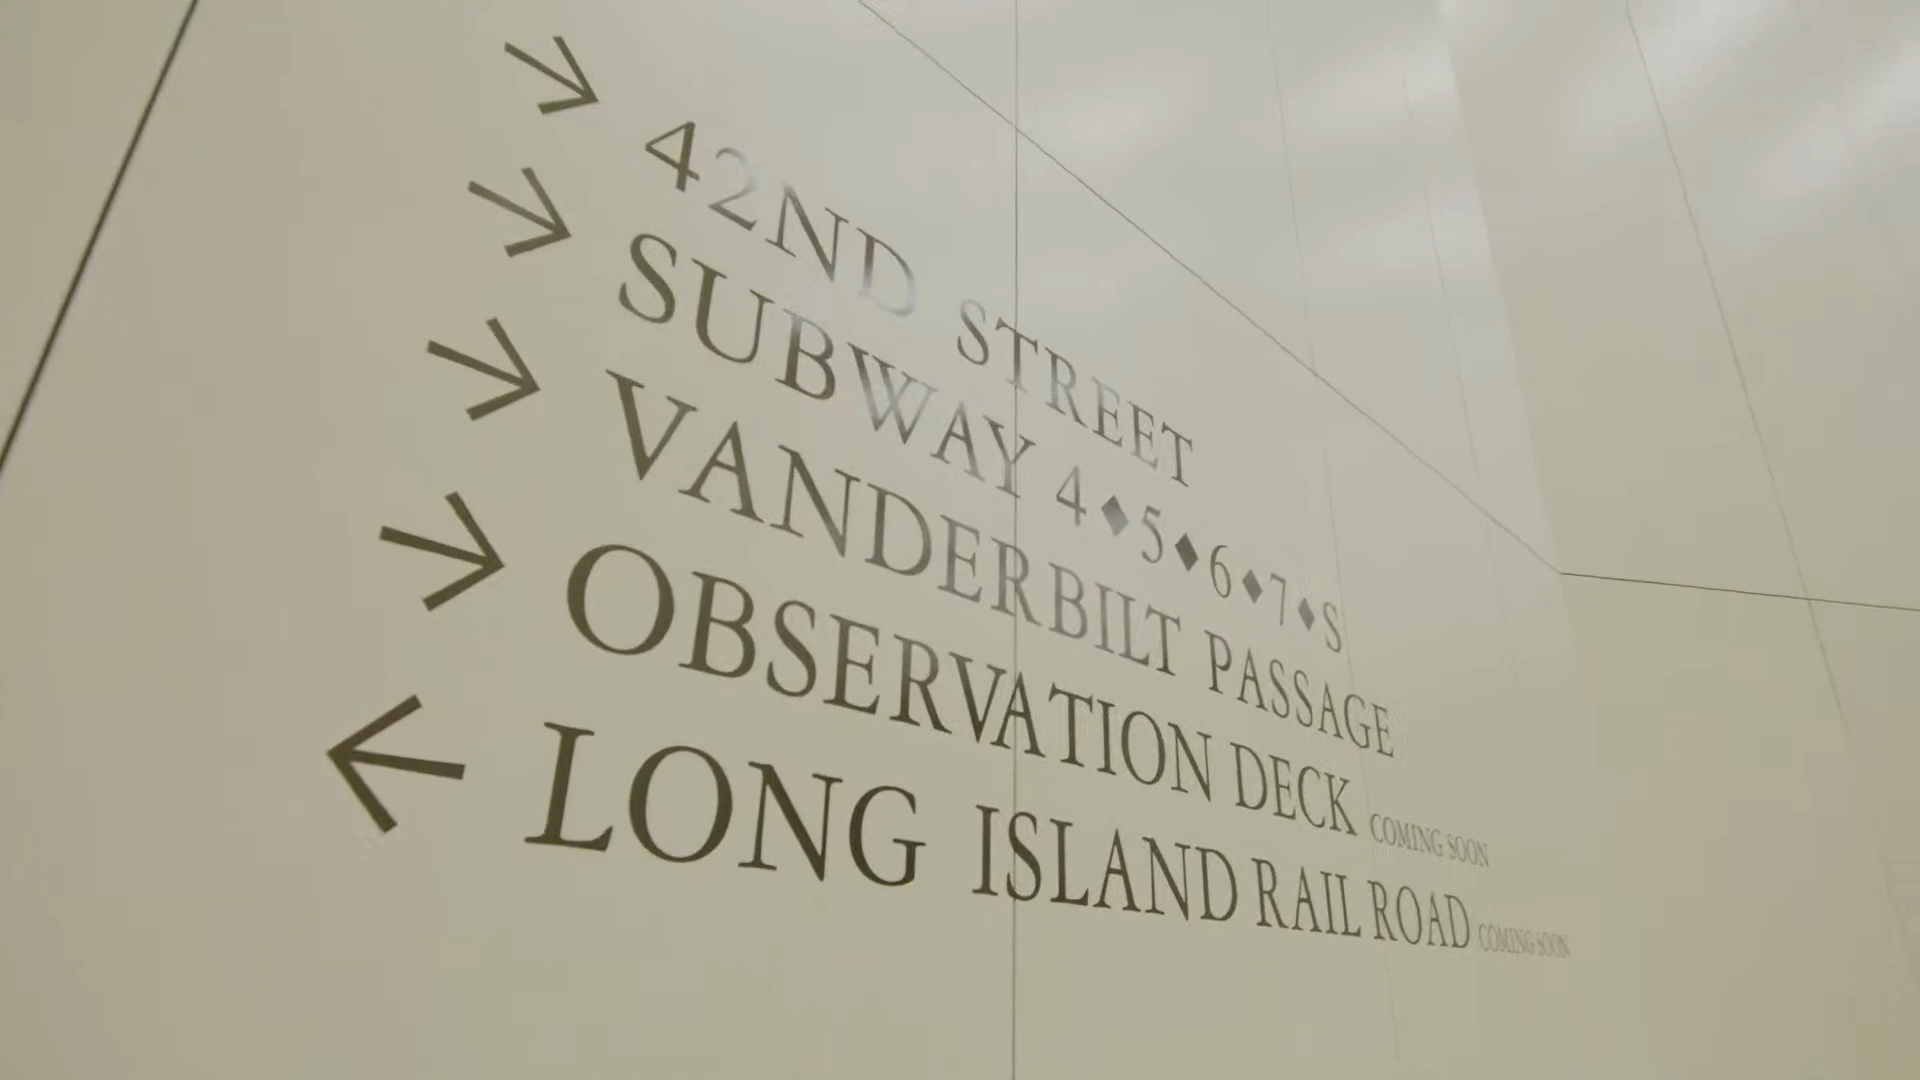 → 42ND STREET
→ SUBWAY 4◆5◆6◆7◆S
→ VANDERBILT PASSAGE
→ OBSERVATION DECK COMING SOON
← LONG ISLAND RAIL ROAD COMING SOON